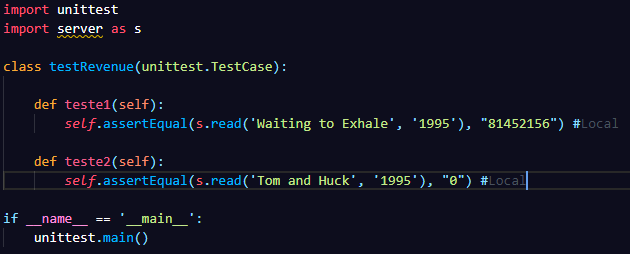 import unittest
import server as s
class testRevenue(unittest.TestCase):
def teste1(self):
self.assertEqual(s.read('Waiting to Exhale', '1995'), "81452156") #Local
def teste2(self):
self.assertEqual(s.read('Tom and Huck', '1995'), "0") #Local
if __name__ == '__main__':
unittest.main()